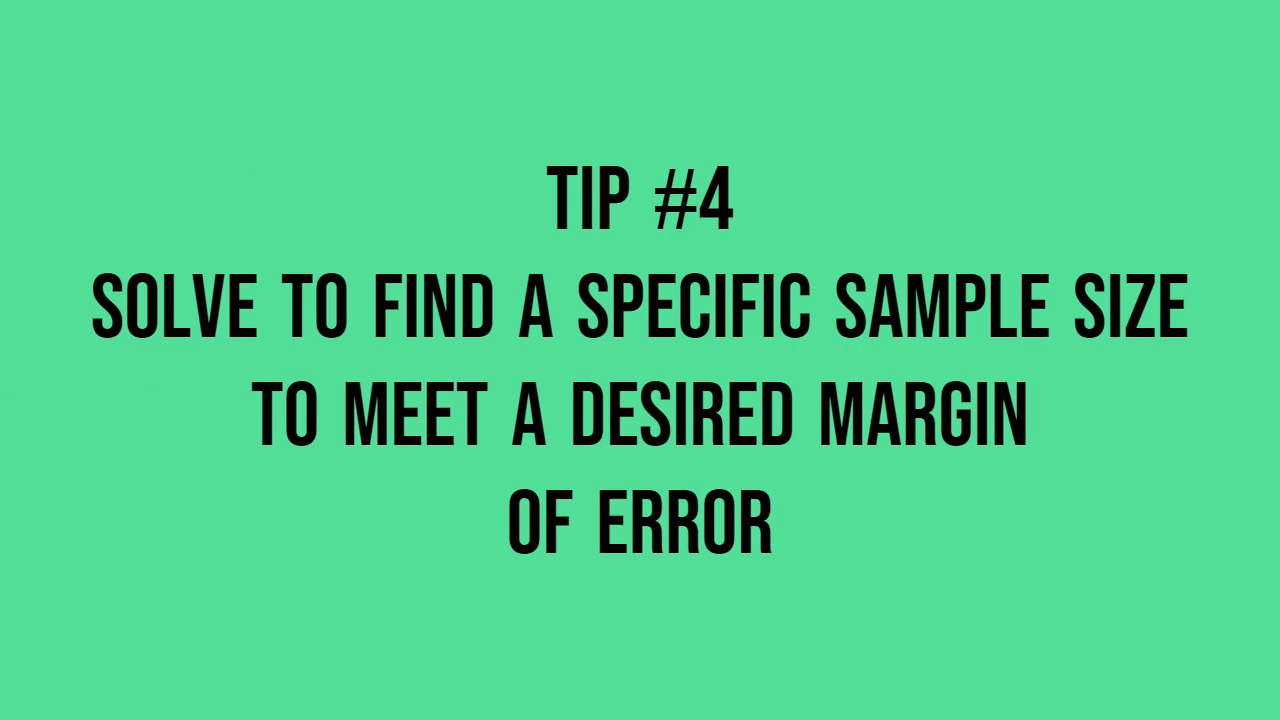 TIP #4
SOLVE TO FIND A SPECIFIC SAMPLE SIZE
TO MEET A DESIRED MARGIN
OF ERROR